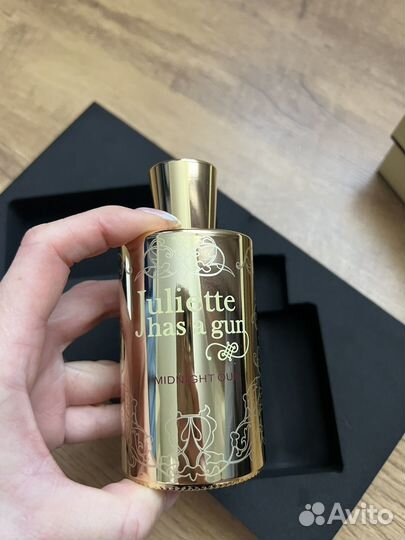 Juliette
has a gun
MIDNIGHT OUD
Avito